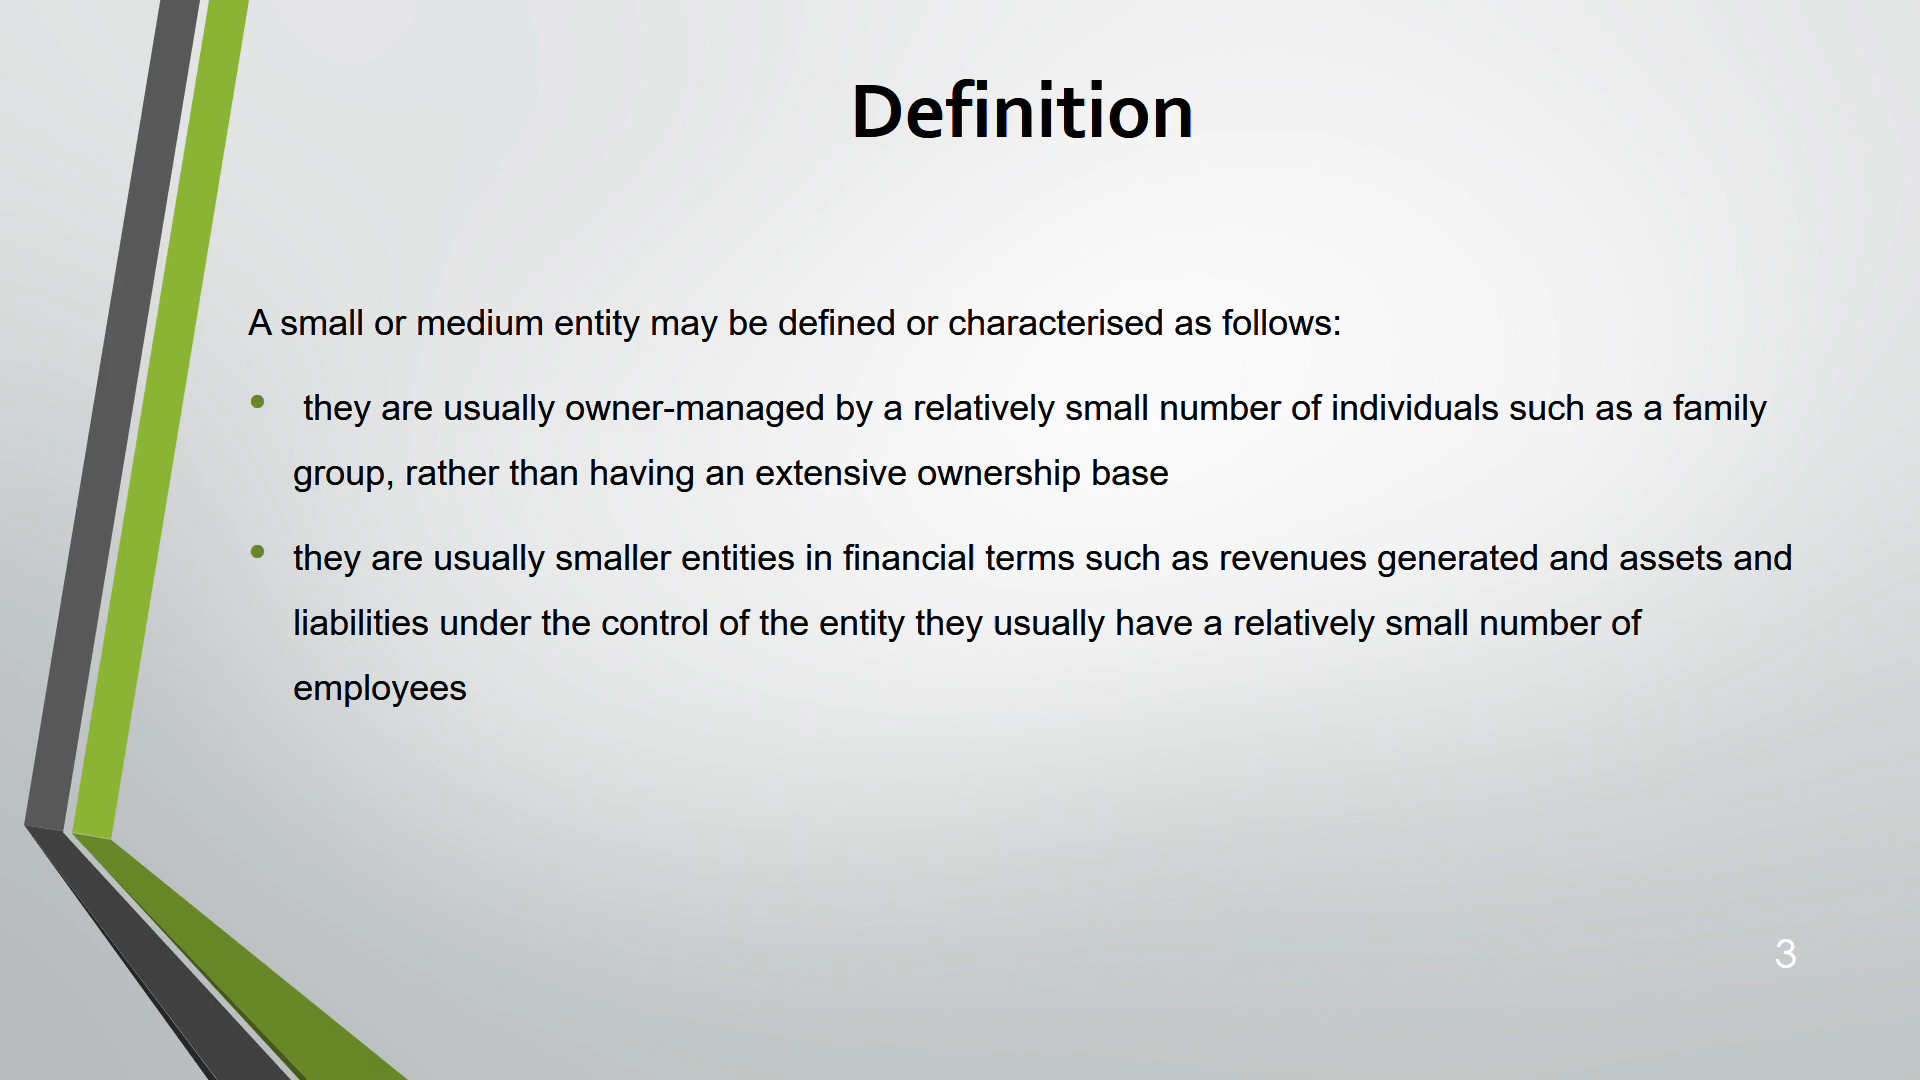 Definition
A small or medium entity may be defined or characterised as follows:
• they are usually owner-managed by a relatively small number of individuals such as a family
group, rather than having an extensive ownership base
• they are usually smaller entities in financial terms such as revenues generated and assets and
liabilities under the control of the entity they usually have a relatively small number of
employees
3